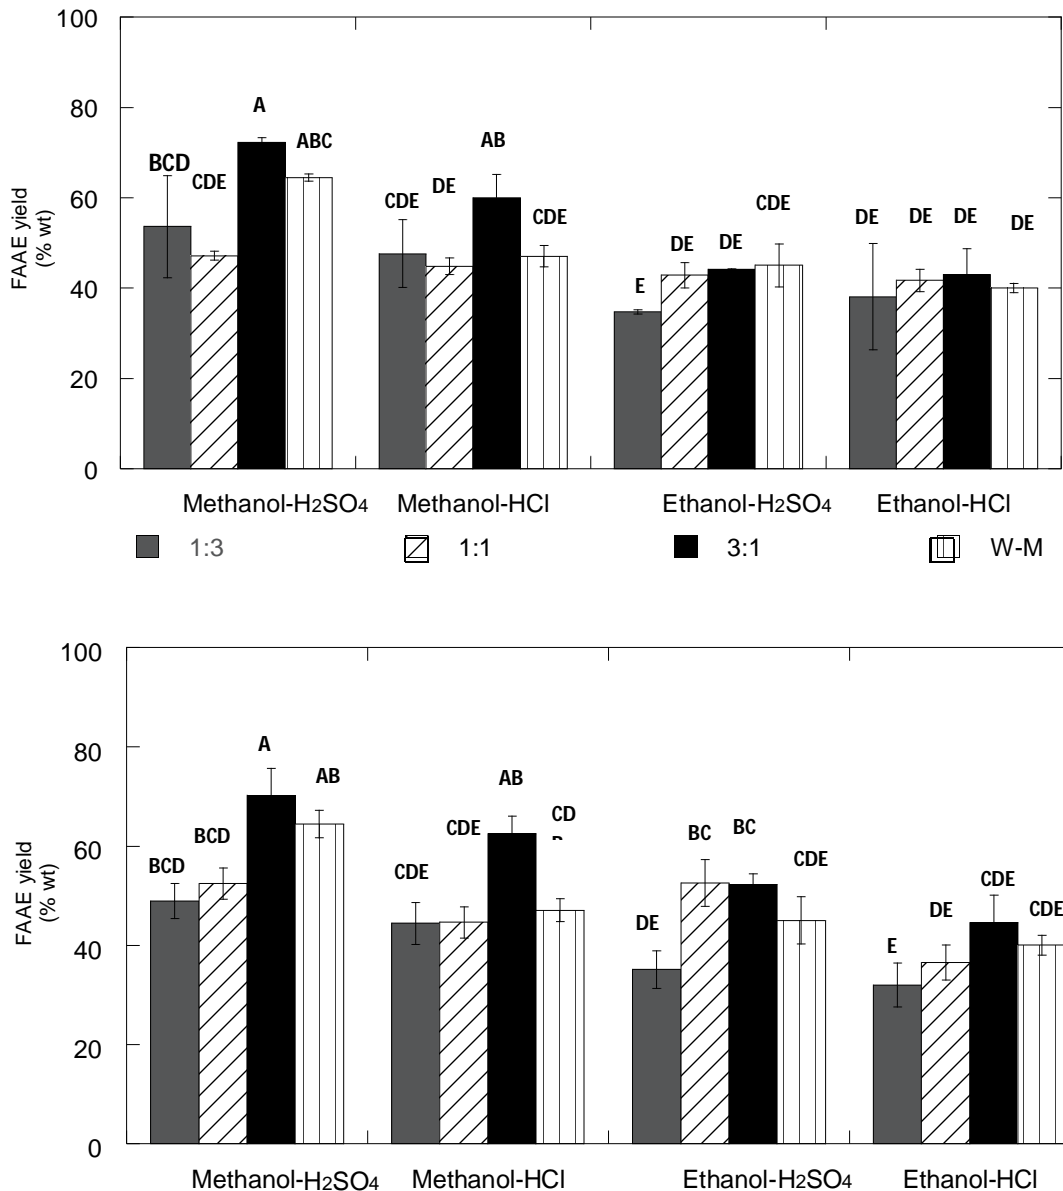 100
A
ABC
80
AB
BCD
CDE
DE
CDE
CDE
CDE
60
DE
DE
DE
DE
DE
DE
E
FAAE yield
(% wt)
40
20
0
Methanol-H2SO4 Methanol-HCl Ethanol-H2SO4 Ethanol-HCl
1:3 1:1 3:1 W-M
100
A
AB
AB
80
BCD
CDE
CD
BC
BC
BCD
CDE
CDE
CDE
CDE
60
DE
DE
E
FAAE yield
(% wt)
40
20
0
Methanol-H2SO4 Methanol-HCl Ethanol-H2SO4 Ethanol-HCl